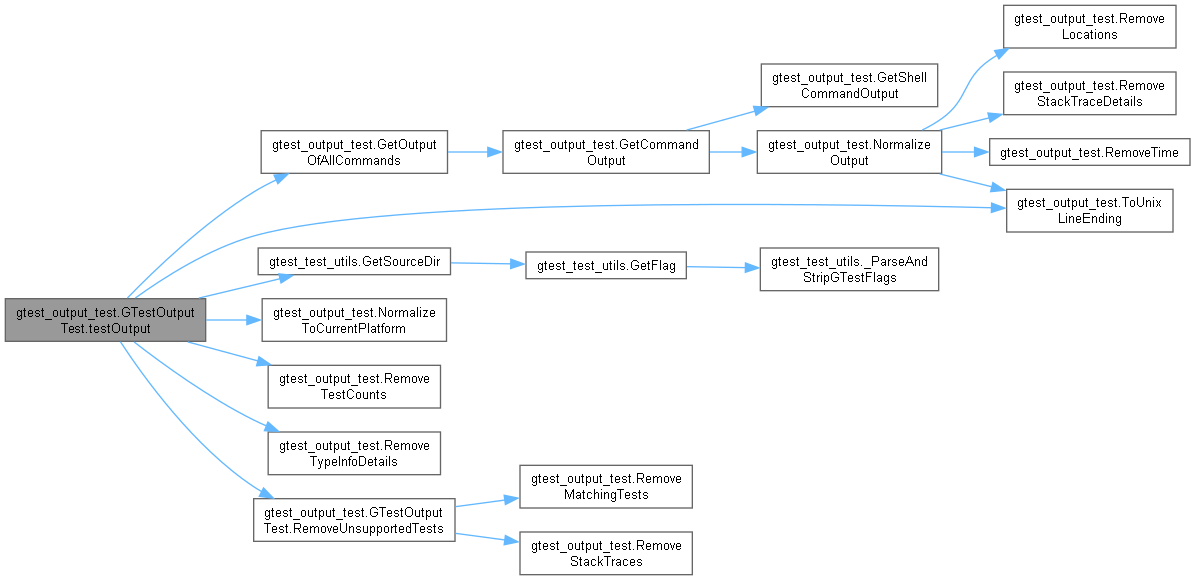 gtest_output_test.Remove
Locations
gtest_output_test.GetShell
CommandOutput
gtest_output_test.Remove
StackTraceDetails
gtest_output_test.GetOutput
OfAllCommands
gtest_output_test.GetCommand
Output
gtest_output_test.Normalize
Output
gtest_output_test.RemoveTime
gtest_output_test.ToUnix
LineEnding
gtest_test_utils.GetSourceDir
gtest_test_utils.GetFlag
gtest_test_utils._ParseAnd
StripGTestFlags
gtest_output_test.GTestOutput
Test.testOutput
gtest_output_test.Normalize
ToCurrentPlatform
gtest_output_test.Remove
TestCounts
gtest_output_test.Remove
TypeInfoDetails
gtest_output_test.GTestOutput
Test.RemoveUnsupportedTests
gtest_output_test.Remove
MatchingTests
gtest_output_test.Remove
StackTraces